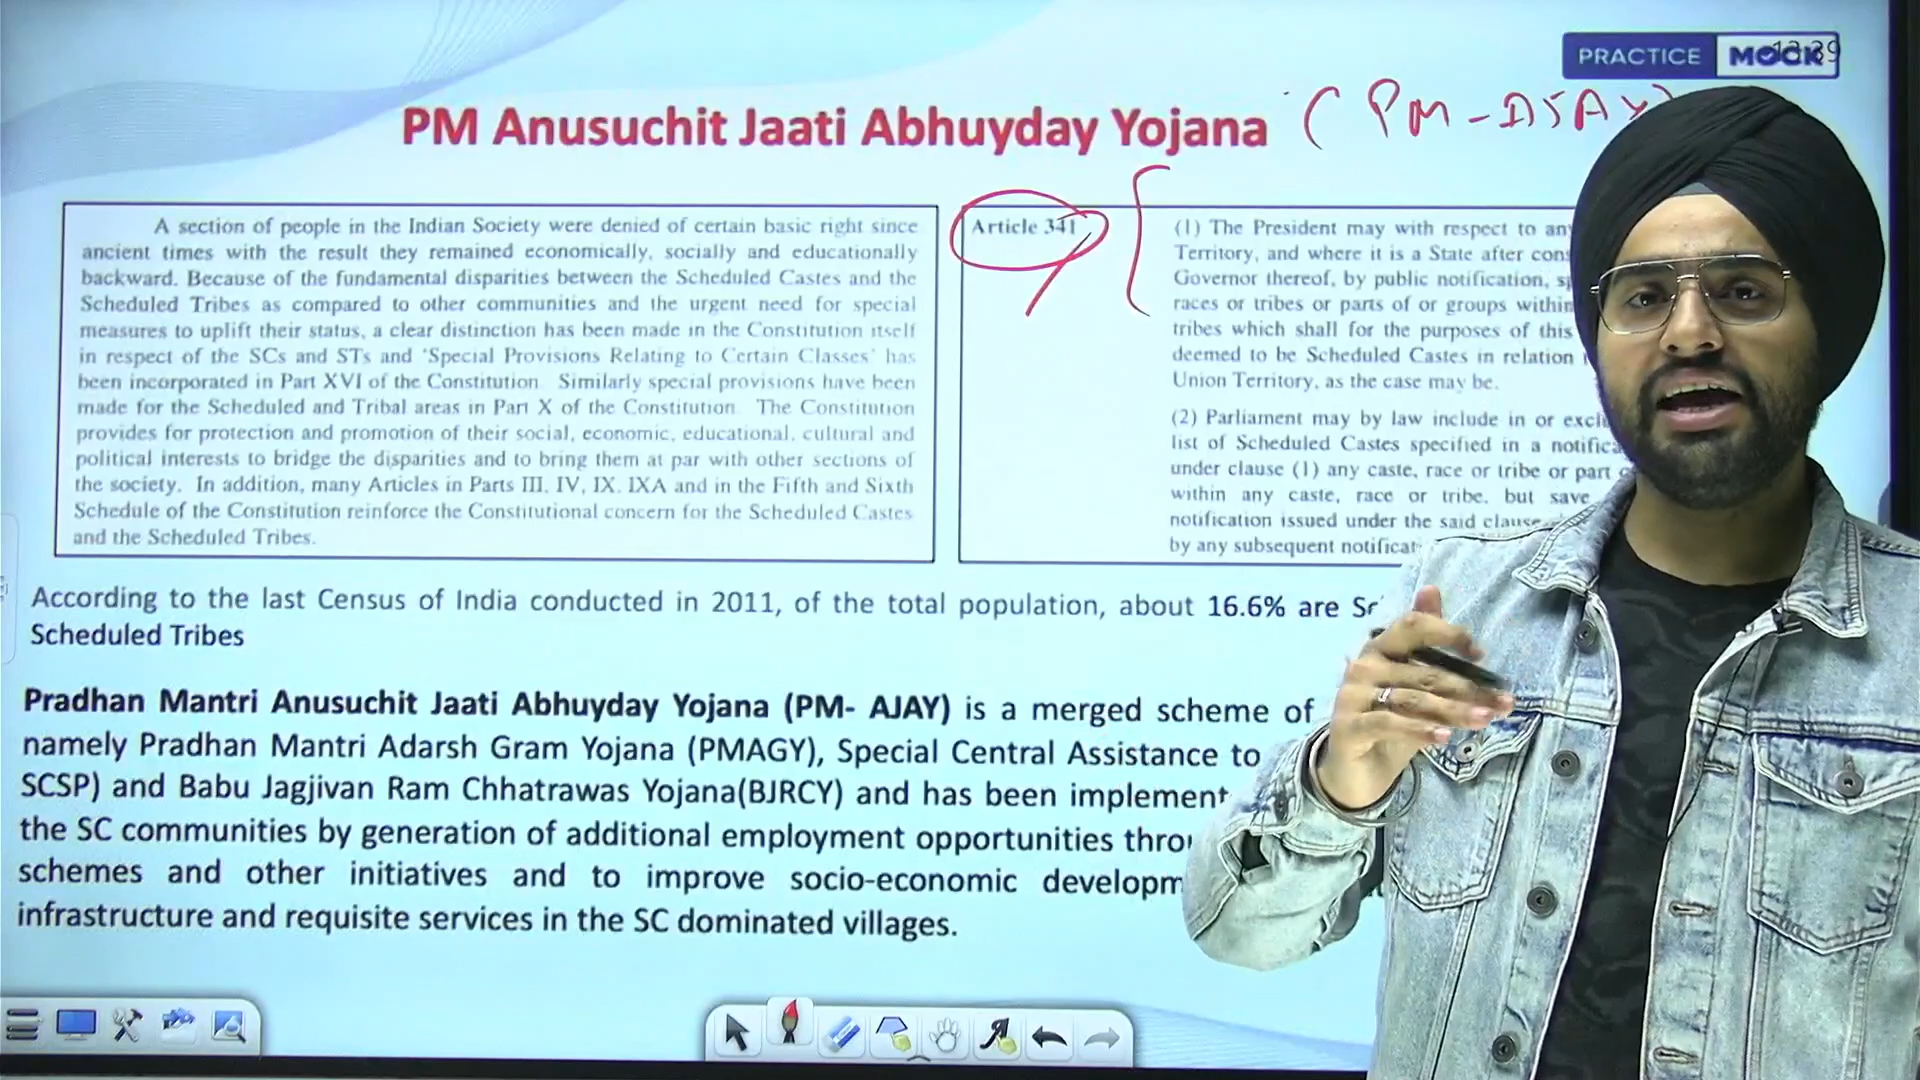 PRACTICE MOCK
13:39
PM Anusuchit Jaati Abhuyday Yojana (PM-AJAY)
A section of people in the Indian Society were denied of certain basic right since
ancient times with the result they remained economically, socially and educationally
backward. Because of the fundamental disparities between the Scheduled Castes and the
Scheduled Tribes as compared to other communities and the urgent need for special
measures to uplift their status, a clear distinction has been made in the Constitution itself
in respect of the SCs and STs and 'Special Provisions Relating to Certain Classes' has
been incorporated in Part XVI of the Constitution. Similarly special provisions have been
made for the Scheduled and Tribal areas in Part X of the Constitution. The Constitution
provides for protection and promotion of their social, economic, educational, cultural and
political interests to bridge the disparities and to bring them at par with other sections of
the society. In addition, many Articles in Parts III, IV, IX, IXA and in the Fifth and Sixth
Schedule of the Constitution reinforce the Constitutional concern for the Scheduled Castes
and the Scheduled Tribes.
Article 341
(1) The President may with respect to any
Territory, and where it is a State after
Governor thereof, by public notification,
races or tribes or parts of or groups within
tribes which shall for the purposes of this
deemed to be Scheduled Castes in relation
Union Territory, as the case may be.
(2) Parliament may by law include in or
list of Scheduled Castes specified in a
under clause (1) any caste, race or tribe or part
within any caste, race or tribe, but save
notification issued under the said clause
by any subsequent
According to the last Census of India conducted in 2011, of the total population, about 16.6% are
Scheduled Tribes
Pradhan Mantri Anusuchit Jaati Abhuyday Yojana (PM- AJAY) is a merged scheme of
namely Pradhan Mantri Adarsh Gram Yojana (PMAGY), Special Central Assistance to
SCSP) and Babu Jagjivan Ram Chhatrawas Yojana(BJRCY) and has been
the SC communities by generation of additional employment opportunities
schemes and other initiatives and to improve socio-economic
infrastructure and requisite services in the SC dominated villages.